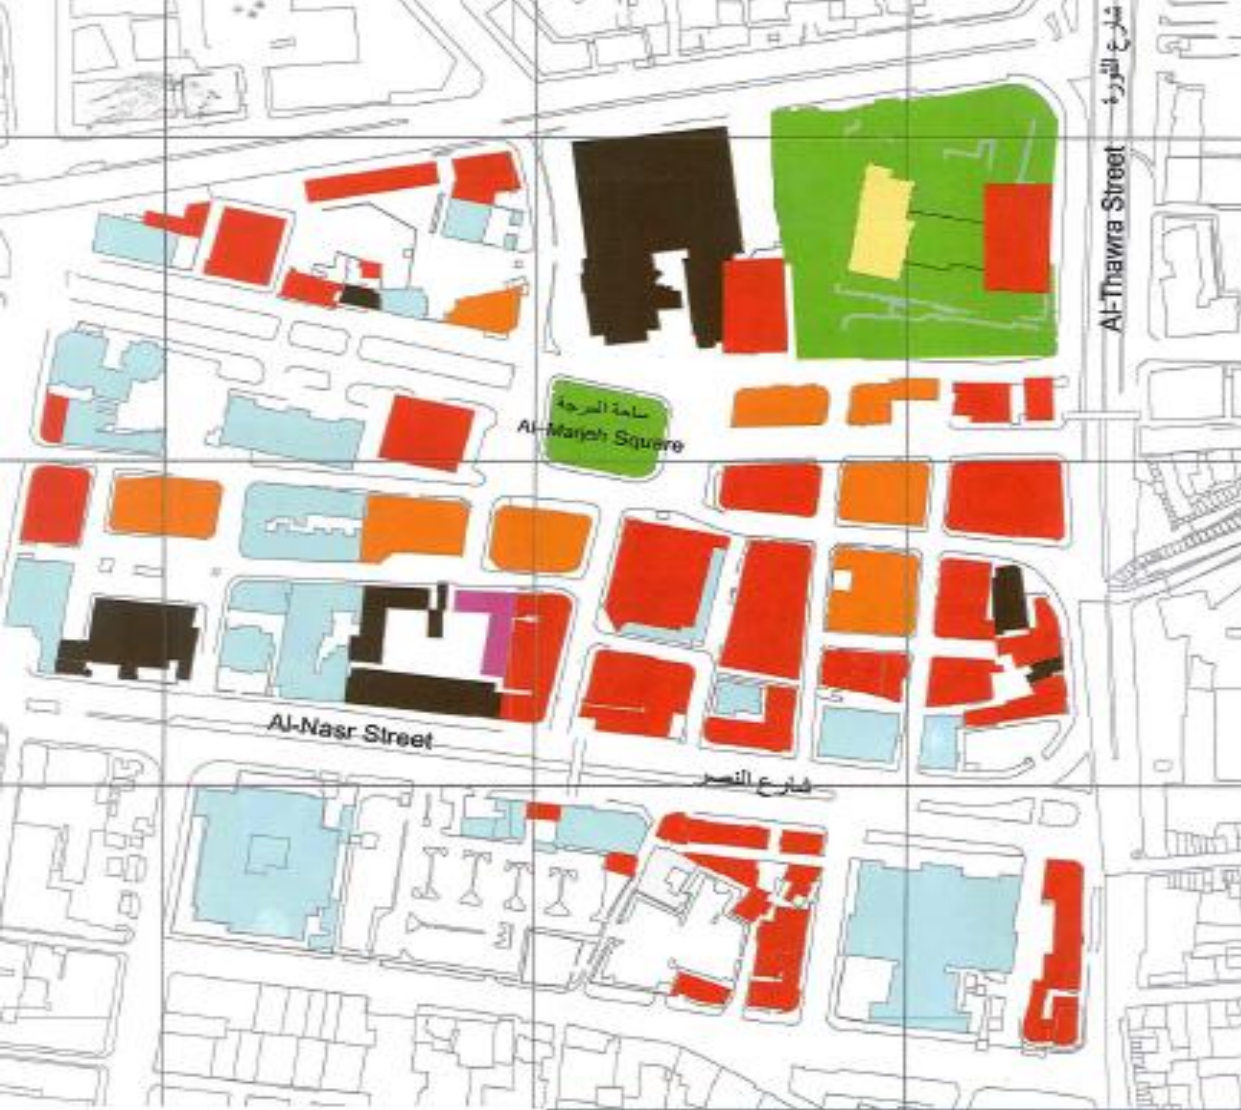 شارع الثورة
Al-Thawra Street
ساحة المرجة
Al-Marjeh Square
Al-Nasr Street
شارع النصر